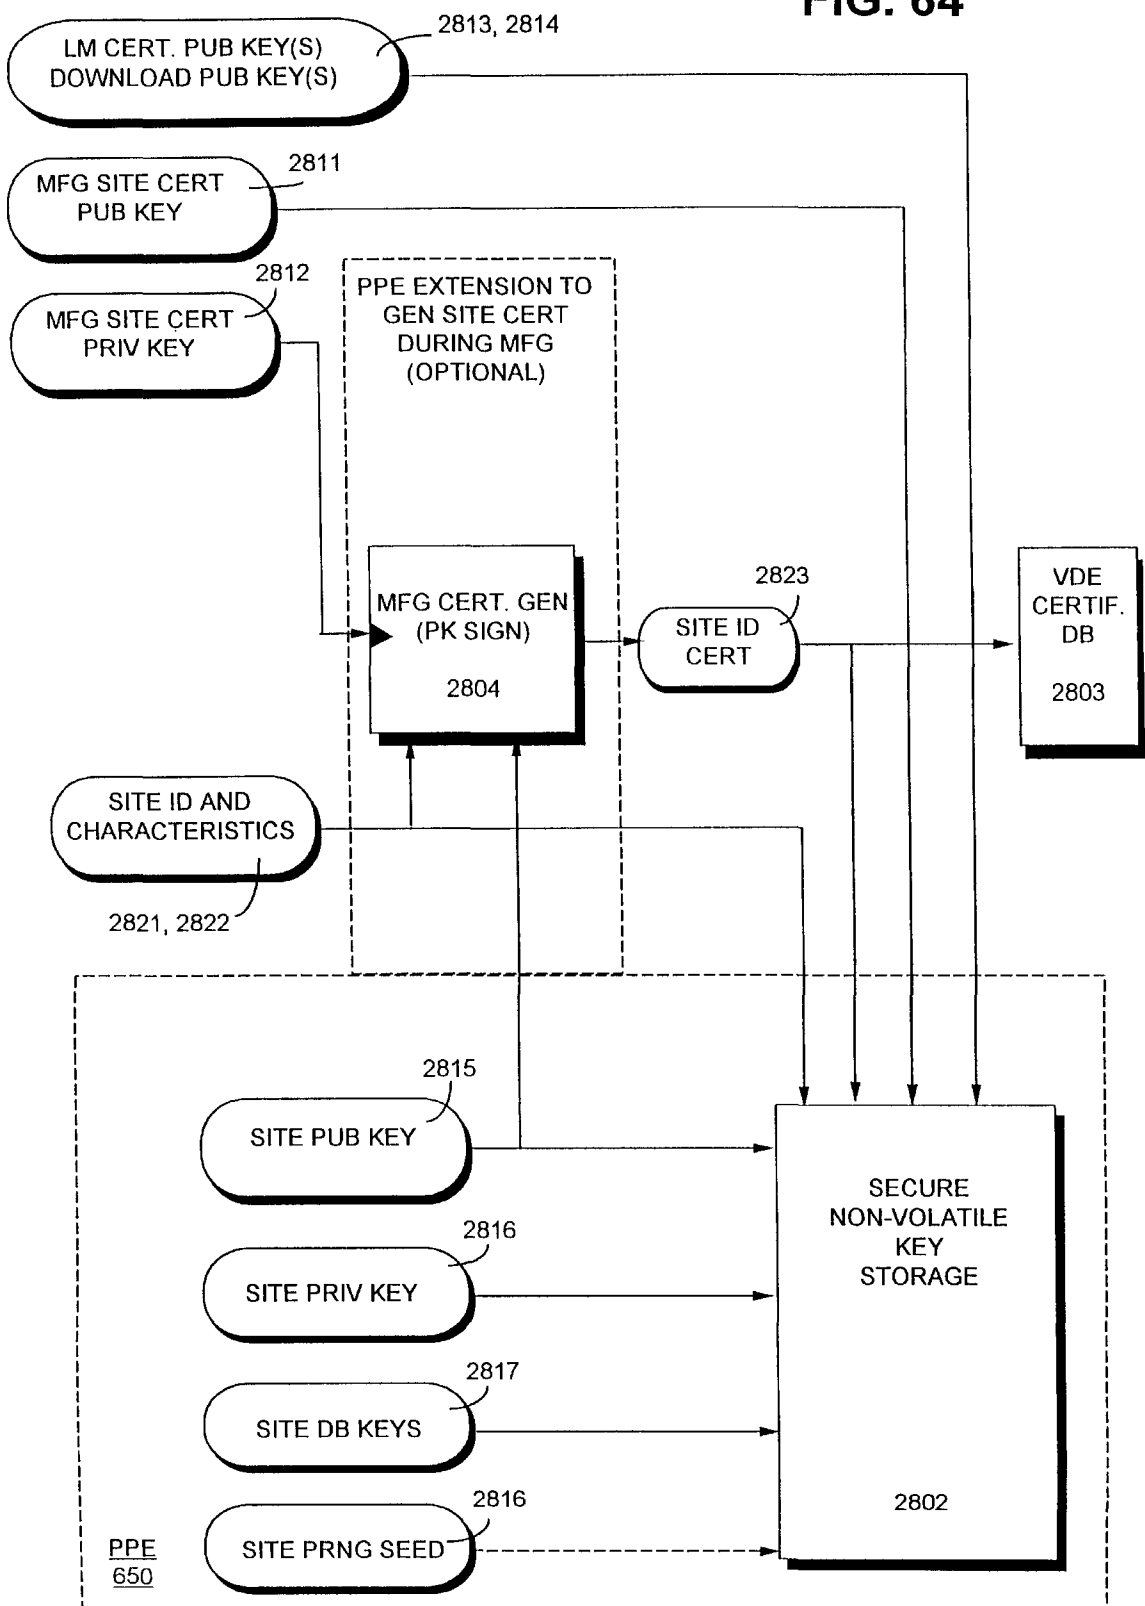 FIG. 64
LM CERT. PUB KEY(S)
DOWNLOAD PUB KEY(S)
2813, 2814
MFG SITE CERT
PUB KEY
2811
MFG SITE CERT
PRIV KEY
2812
PPE EXTENSION TO
GEN SITE CERT
DURING MFG
(OPTIONAL)
MFG CERT. GEN
(PK SIGN)
2804
SITE ID
CERT
2823
VDE
CERTIF.
DB
2803
SITE ID AND
CHARACTERISTICS
2821, 2822
SITE PUB KEY
2815
SITE PRIV KEY
2816
SITE DB KEYS
2817
SITE PRNG SEED
2816
SECURE
NON-VOLATILE
KEY
STORAGE
2802
PPE
650